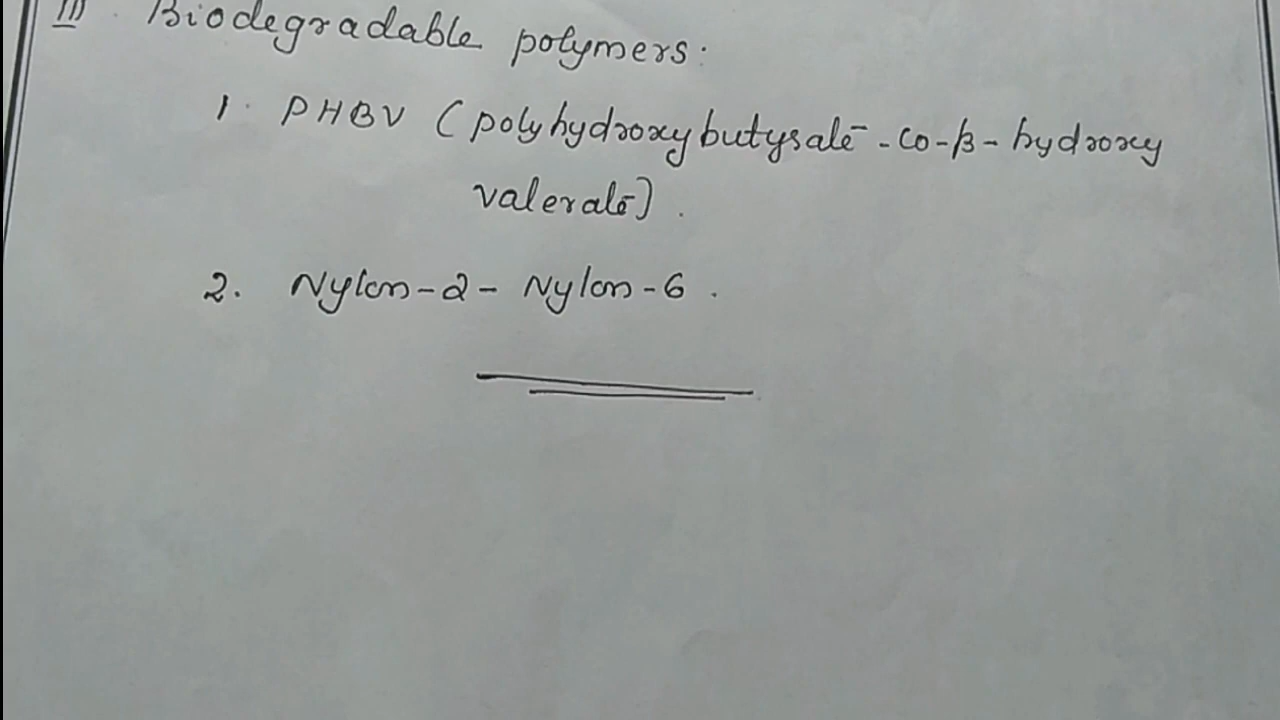 III. Biodegradable polymers.
1. PHBV (polyhydroxybutyrate-co-β-hydroxy
valerate).
2. Nylon-2-Nylon-6.